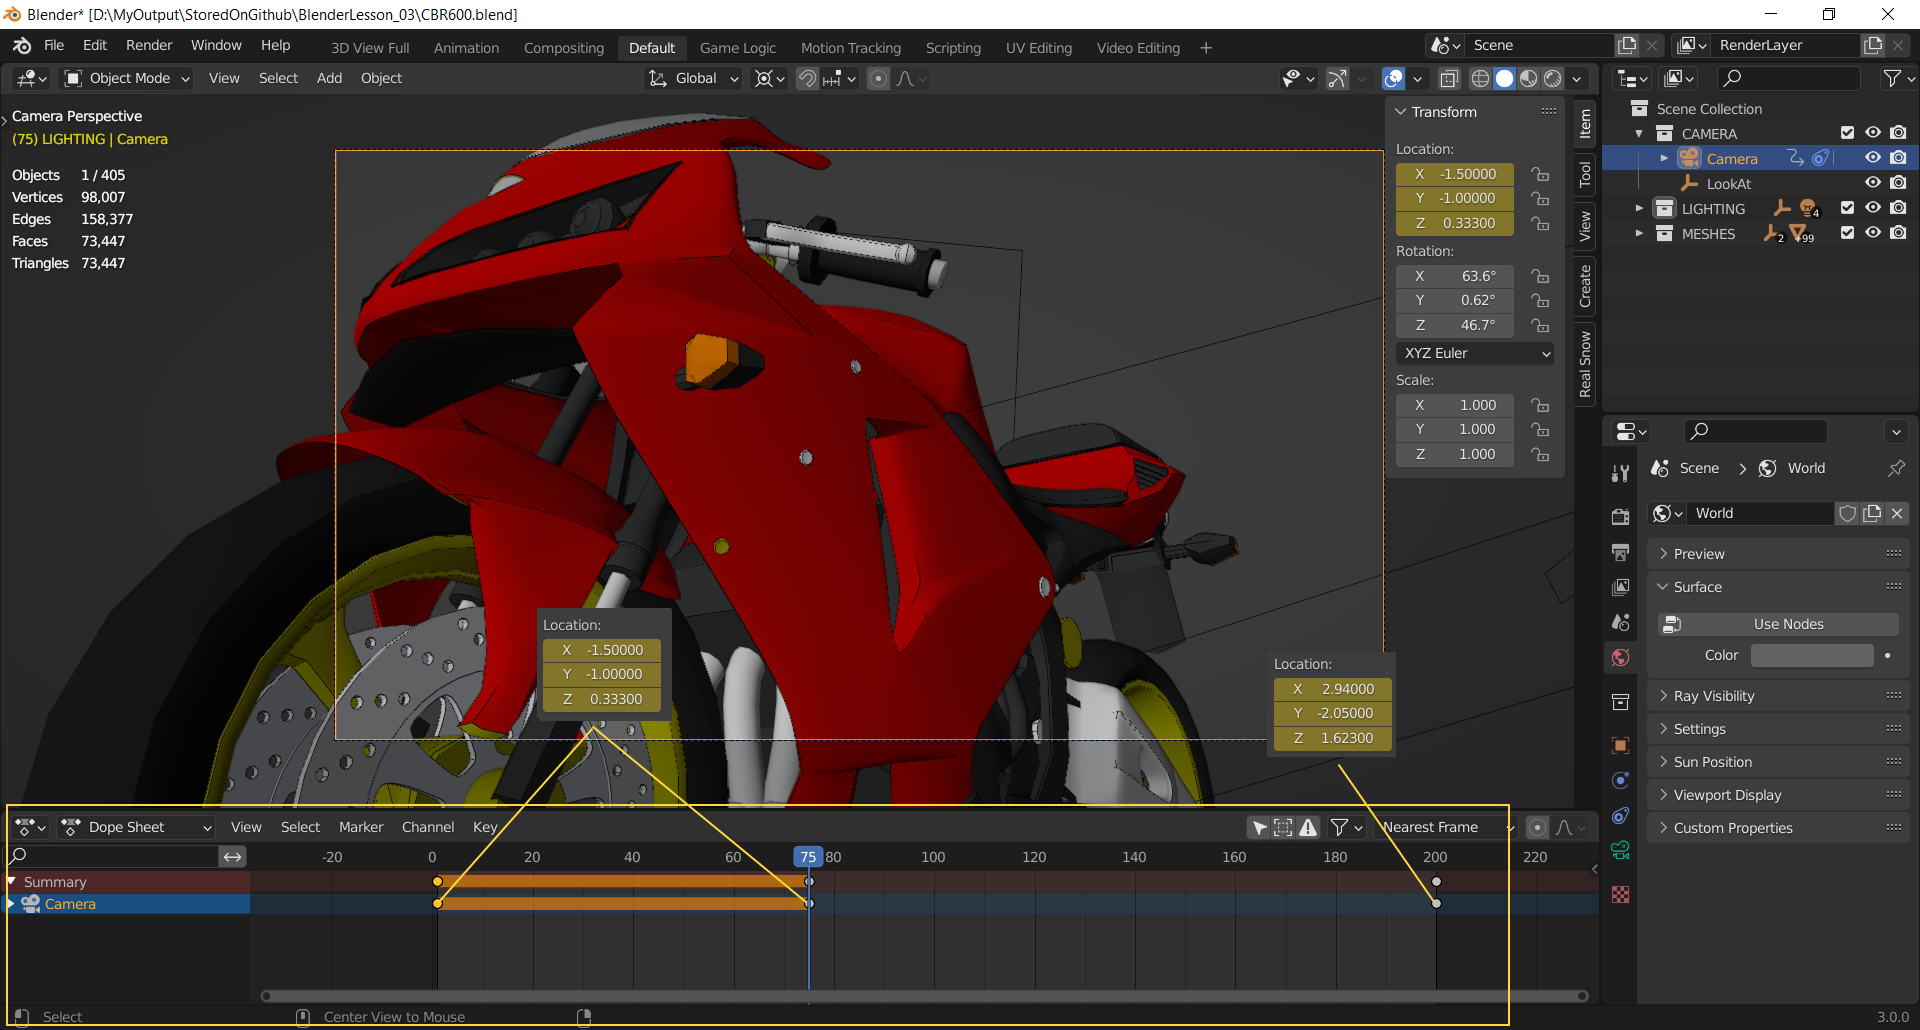 Blender* [D:\MyOutput\StoredOnGithub\BlenderLesson_03\CBR600.blend]
File Edit Render Window Help 3D View Full Animation Compositing Default Game Logic Motion Tracking Scripting UV Editing Video Editing + Scene RenderLayer
Object Mode View Select Add Object Global
Camera Perspective
(75) LIGHTING | Camera
Objects 1 / 405
Vertices 98,007
Edges 158,377
Faces 73,447
Triangles 73,447
Transform
Location:
X -1.50000
Y -1.00000
Z 0.33300
Rotation:
X 63.6°
Y 0.62°
Z 46.7°
XYZ Euler
Scale:
X 1.000
Y 1.000
Z 1.000
Item
Tool
View
Create
Real Snow
Scene Collection
CAMERA
Camera
LookAt
LIGHTING 4
MESHES 2 99
Scene > World
World
Preview
Surface
Use Nodes
Color
Ray Visibility
Settings
Sun Position
Viewport Display
Custom Properties
Location:
X -1.50000
Y -1.00000
Z 0.33300
Location:
X 2.94000
Y -2.05000
Z 1.62300
Dope Sheet View Select Marker Channel Key Nearest Frame
-20 0 20 40 60 75 80 100 120 140 160 180 200 220
Summary
Camera
Select Center View to Mouse 3.0.0